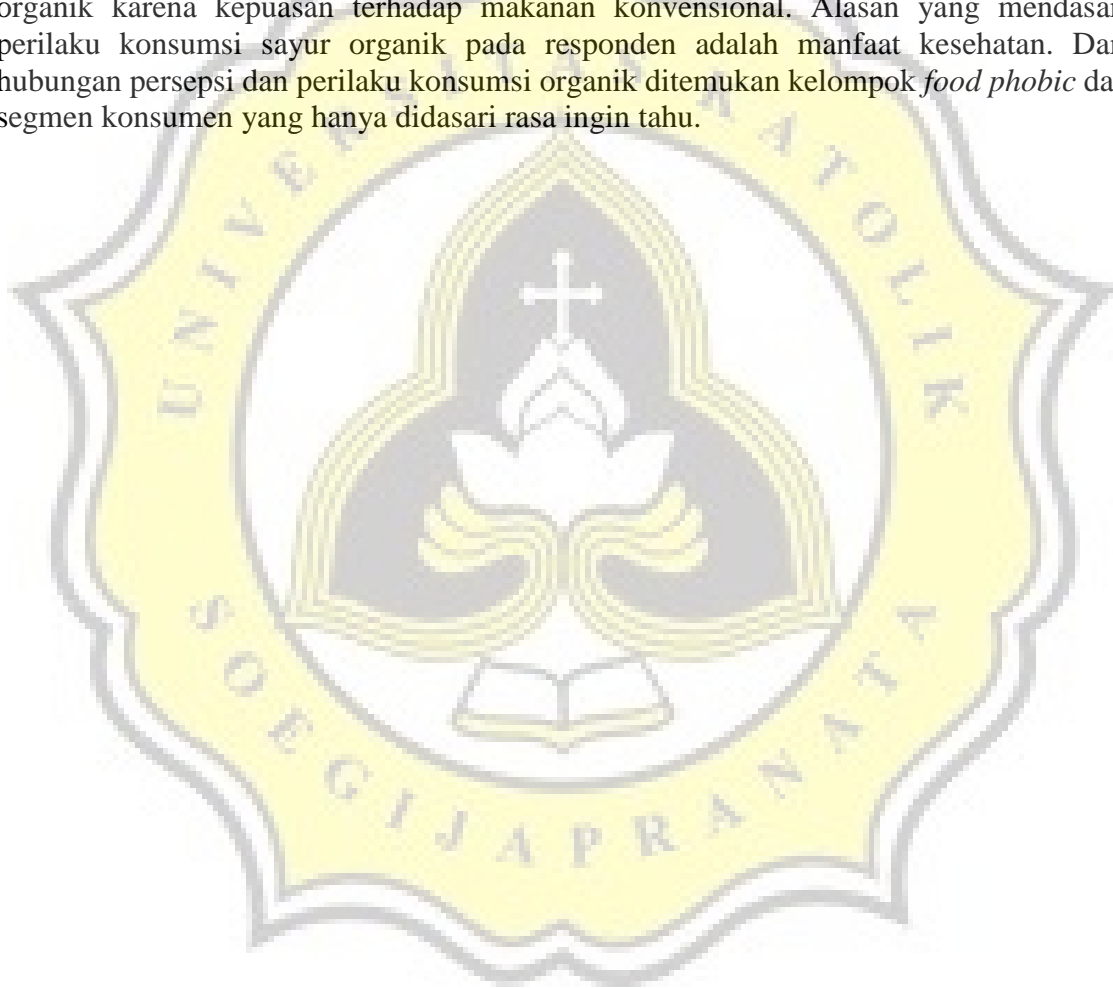 organik karena kepuasan terhadap makanan konvensional. Alasan yang mendasar
perilaku konsumsi sayur organik pada responden adalah manfaat kesehatan. Dar
hubungan persepsi dan perilaku konsumsi organik ditemukan kelompok food phobic da
segmen konsumen yang hanya didasari rasa ingin tahu.
UNIVERSITAS KATOLIK
SOEGIJAPRANATA